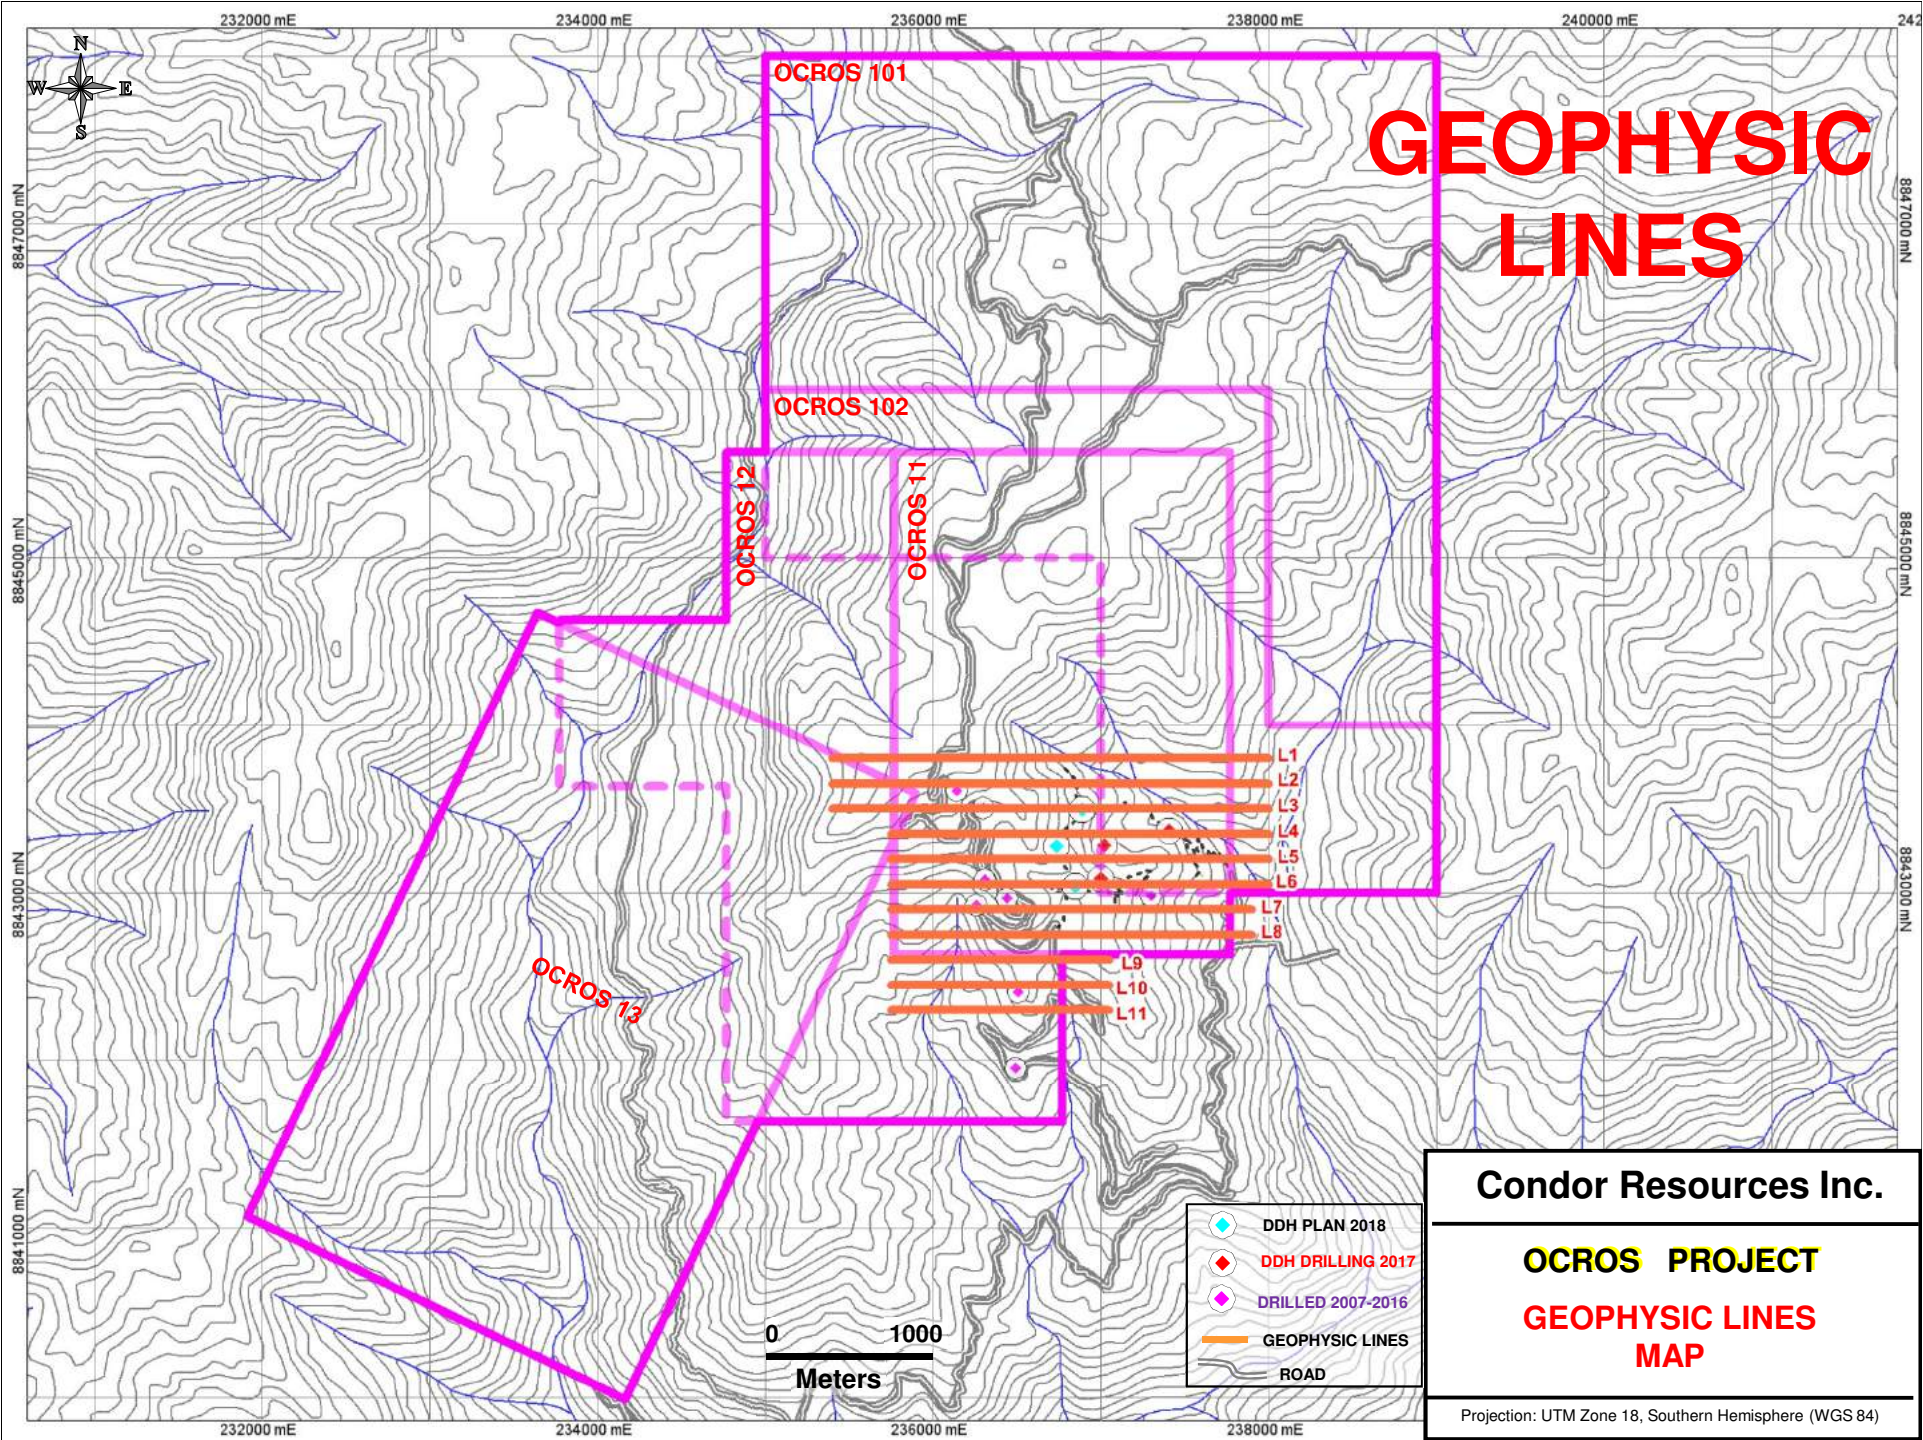 232000 mE
234000 mE
236000 mE
238000 mE
240000 mE
242
N
W
E
S
OCROS 101
GEOPHYSIC
LINES
8847000 mN
8847000 mN
OCROS 102
OCROS 12
OCROS 11
8845000 mN
8845000 mN
L1
L2
L3
L4
L5
L6
L7
L8
L9
L10
L11
8843000 mN
8843000 mN
OCROS 13
8841000 mN
DDH PLAN 2018
DDH DRILLING 2017
DRILLED 2007-2016
GEOPHYSIC LINES
ROAD
0 1000
Meters
Condor Resources Inc.
OCROS PROJECT
GEOPHYSIC LINES
MAP
Projection: UTM Zone 18, Southern Hemisphere (WGS 84)
232000 mE
234000 mE
236000 mE
238000 mE